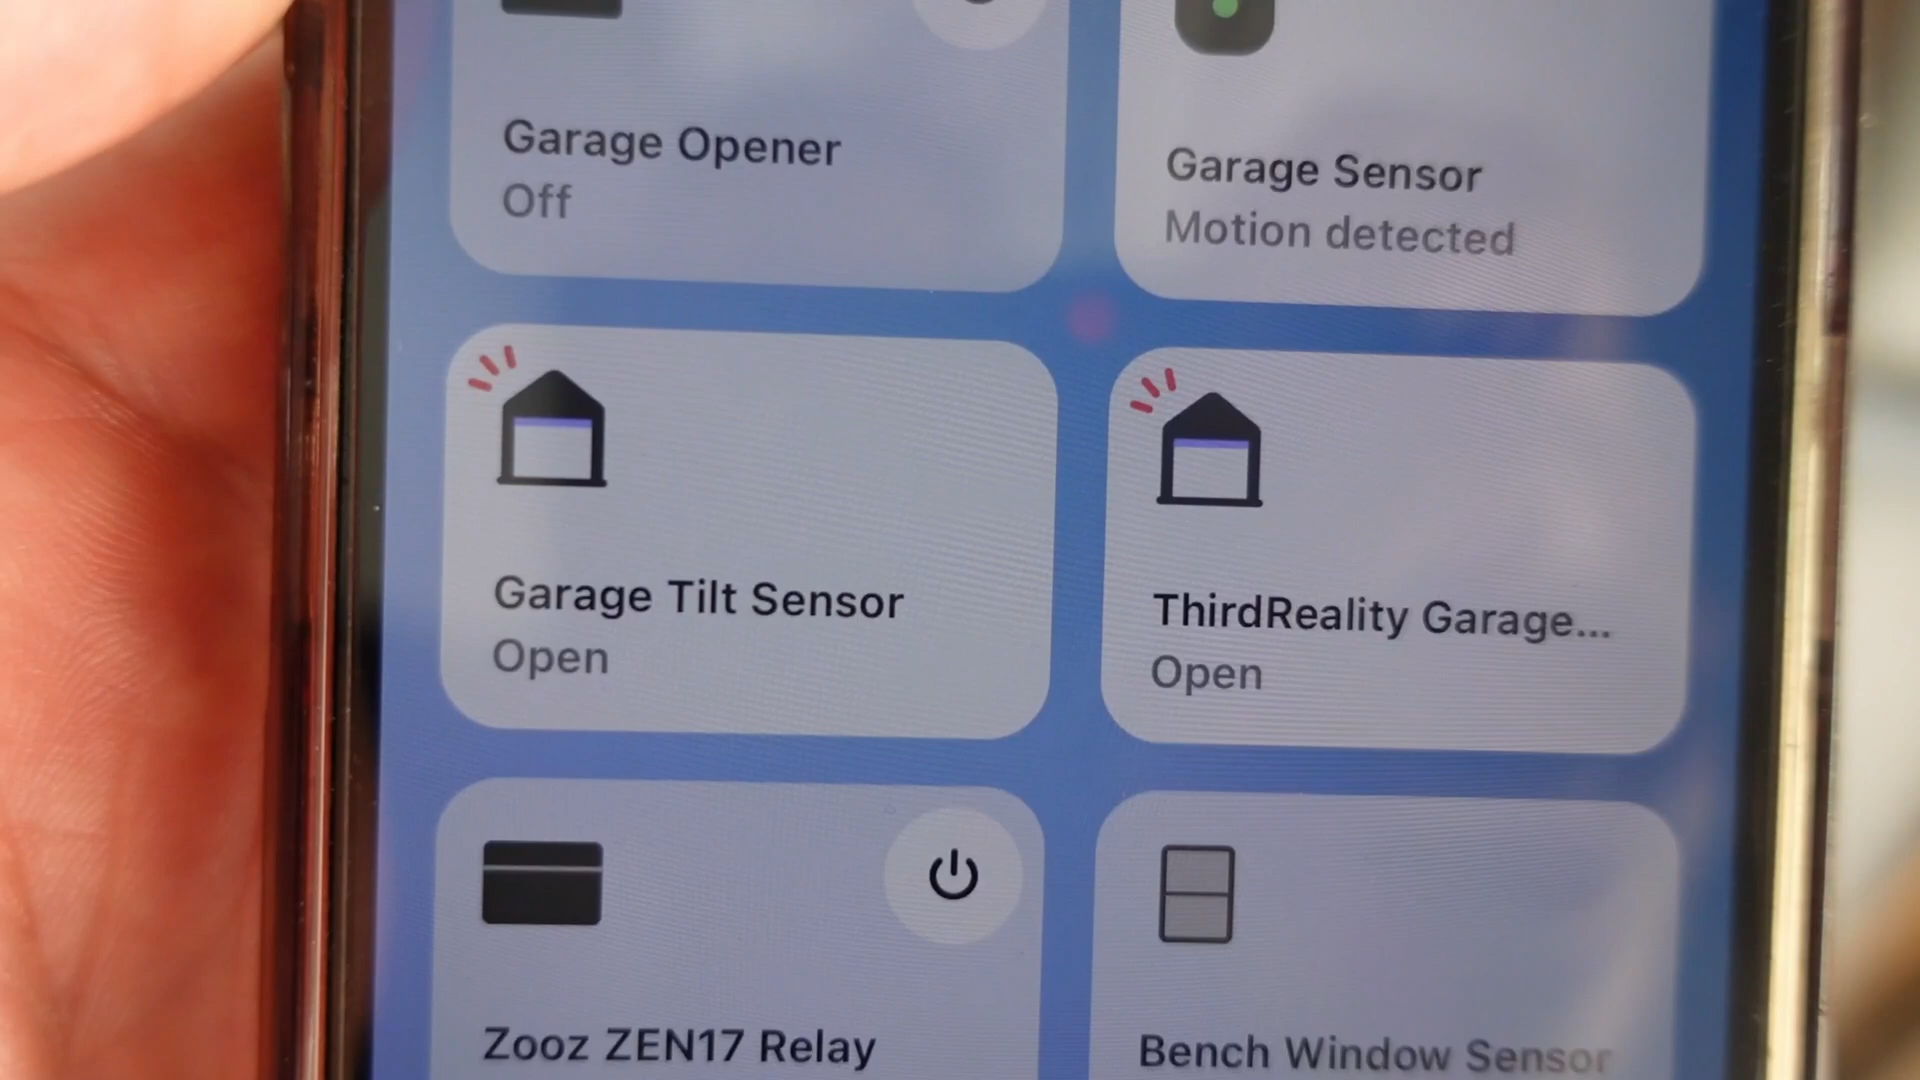 Garage Opener
Off
Garage Sensor
Motion detected
Garage Tilt Sensor
Open
ThirdReality Garage...
Open
Zooz ZEN17 Relay
Bench Window Sensor